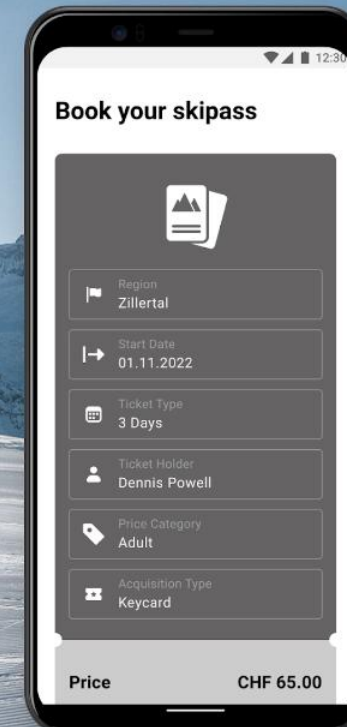 12:30
Book your skipass
Region
Zillertal
Start Date
01.11.2022
Ticket Type
3 Days
Ticket Holder
Dennis Powell
Price Category
Adult
Acquisition Type
Keycard
Price CHF 65.00